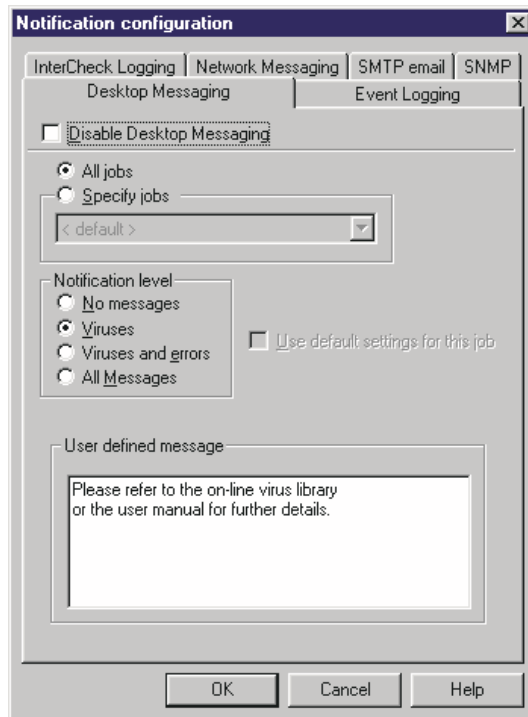 Notification configuration
InterCheck Logging
Network Messaging
SMTP email
SNMP
Desktop Messaging
Event Logging
Disable Desktop Messaging
All jobs
Specify jobs
< default >
Notification level
No messages
Viruses
Viruses and errors
All Messages
Use default settings for this job
User defined message
Please refer to the on-line virus library
or the user manual for further details.
OK
Cancel
Help